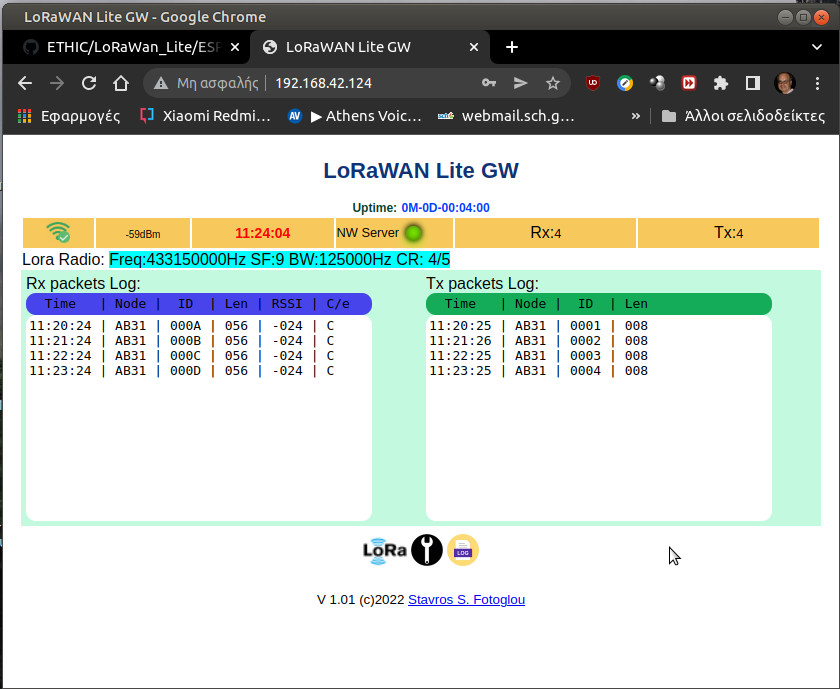 LoRaWAN Lite GW - Google Chrome
ETHIC/LoRaWan_Lite/ESP
LoRaWAN Lite GW
Μη ασφαλής 192.168.42.124
Εφαρμογές Xiaomi Redmi... AV ▶ Athens Voic... webmail.sch.g... » Άλλοι σελιδοδείκτες
LoRaWAN Lite GW
Uptime: 0M-0D-00:04:00
-59dBm 11:24:04 NW Server Rx:4 Tx:4
Lora Radio: Freq:433150000Hz SF:9 BW:125000Hz CR: 4/5
Rx packets Log:
Time | Node | ID | Len | RSSI | C/e
11:20:24 | AB31 | 000A | 056 | -024 | C
11:21:24 | AB31 | 000B | 056 | -024 | C
11:22:24 | AB31 | 000C | 056 | -024 | C
11:23:24 | AB31 | 000D | 056 | -024 | C
Tx packets Log:
Time | Node | ID | Len
11:20:25 | AB31 | 0001 | 008
11:21:26 | AB31 | 0002 | 008
11:22:25 | AB31 | 0003 | 008
11:23:25 | AB31 | 0004 | 008
LoRa LOG
V 1.01 (c)2022 Stavros S. Fotoglou